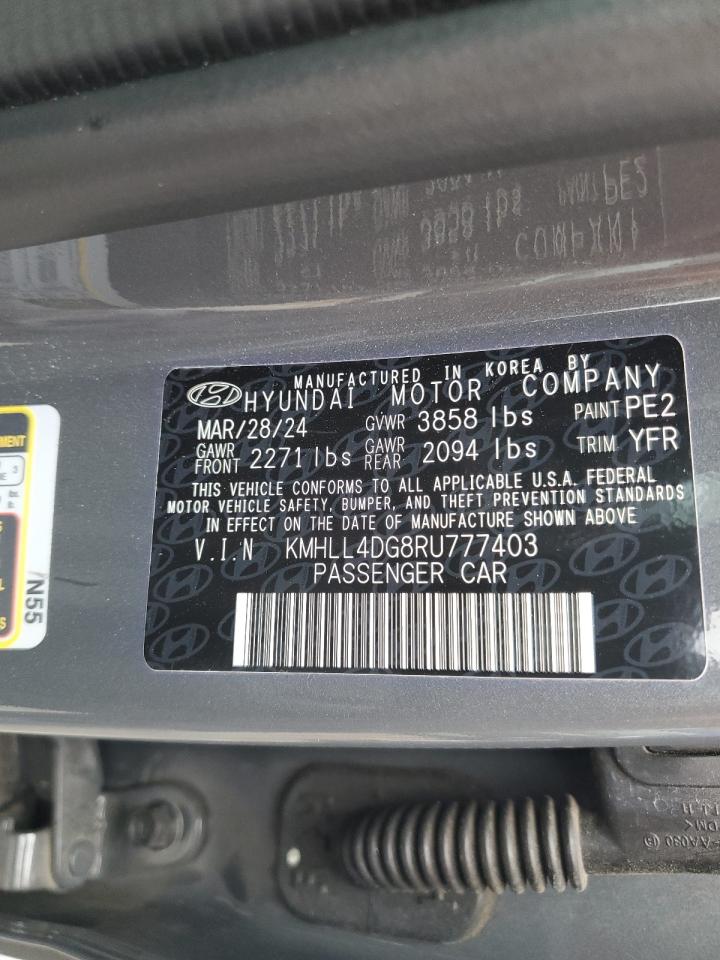 MANUFACTURED IN KOREA BY
HYUNDAI MOTOR COMPANY
MAR/28/24 GVWR 3858 lbs PAINT PE2
GAWR FRONT 2271 lbs GAWR REAR 2094 lbs TRIM YFR
THIS VEHICLE CONFORMS TO ALL APPLICABLE U.S.A. FEDERAL
MOTOR VEHICLE SAFETY, BUMPER, AND THEFT PREVENTION STANDARDS
IN EFFECT ON THE DATE OF MANUFACTURE SHOWN ABOVE
V.I.N KMHLL4DG8RU777403
PASSENGER CAR
N55